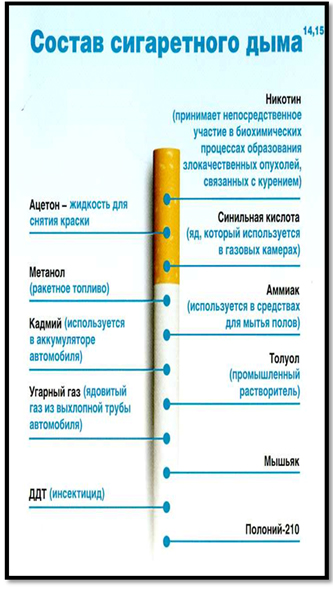 Состав сигаретного дыма14,15
Никотин
(принимает непосредственное
участие в биохимических
процессах образования
злокачественных опухолей,
связанных с курением)
Ацетон – жидкость для
снятия краски
Синильная кислота
(яд, который используется
в газовых камерах)
Метанол
(ракетное топливо)
Аммиак
(используется в средствах
для мытья полов)
Кадмий (используется
в аккумуляторе
автомобиля)
Толуол
(промышленный
растворитель)
Угарный газ (ядовитый
газ из выхлопной трубы
автомобиля)
Мышьяк
ДДТ (инсектицид)
Полоний-210